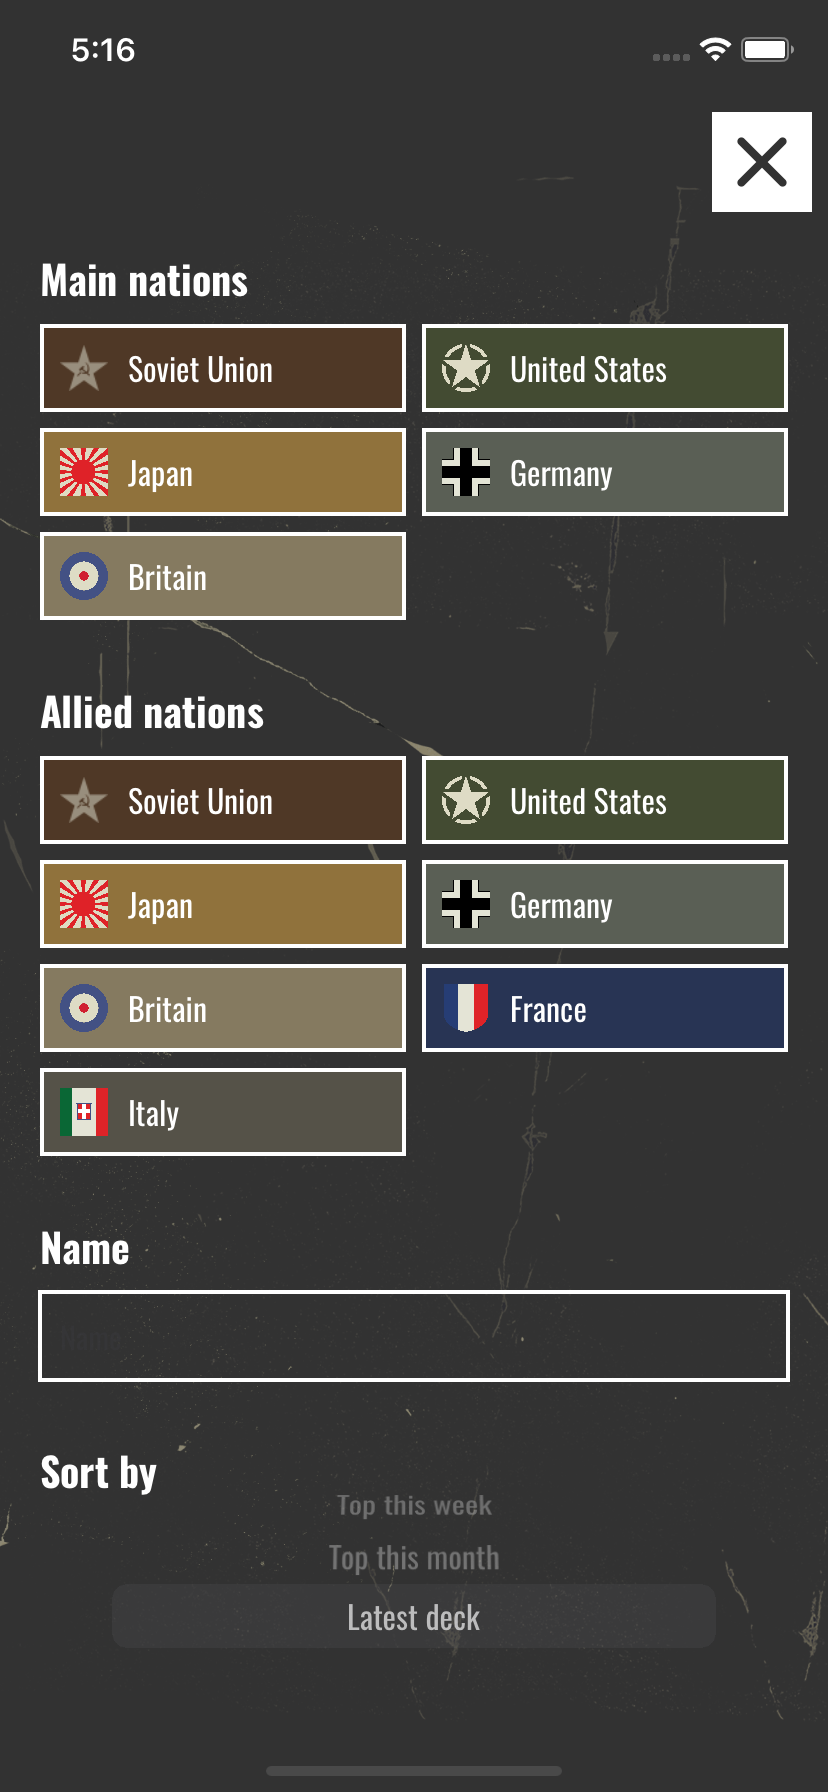 5:16
Main nations
Soviet Union
United States
Japan
Germany
Britain
Allied nations
Soviet Union
United States
Japan
Germany
Britain
France
Italy
Name
Name
Sort by
Top this week
Top this month
Latest deck